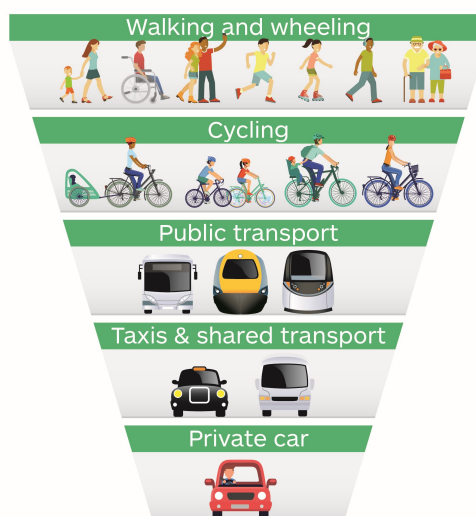 Walking and wheeling
Cycling
Public transport
Taxis & shared transport
Private car